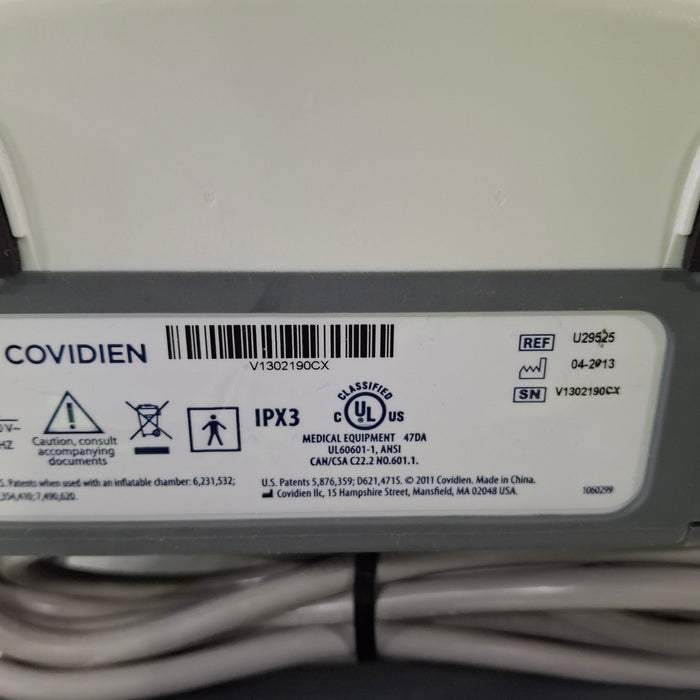 COVIDIEN
V1302190CX
REF U29525
04-2013
SN V1302190CX
0V~
HZ
Caution, consult
accompanying
documents
IPX3
CLASSIFIED
C UL US
MEDICAL EQUIPMENT 47DA
UL60601-1, ANSI
CAN/CSA C22.2 NO.601.1.
S. Patents when used with an inflatable chamber: 6,231,532;
,354,410; 7,490,620.
U.S. Patents 5,876,359; D621,471S. © 2011 Covidien. Made in China.
Covidien llc, 15 Hampshire Street, Mansfield, MA 02048 USA.
1060299